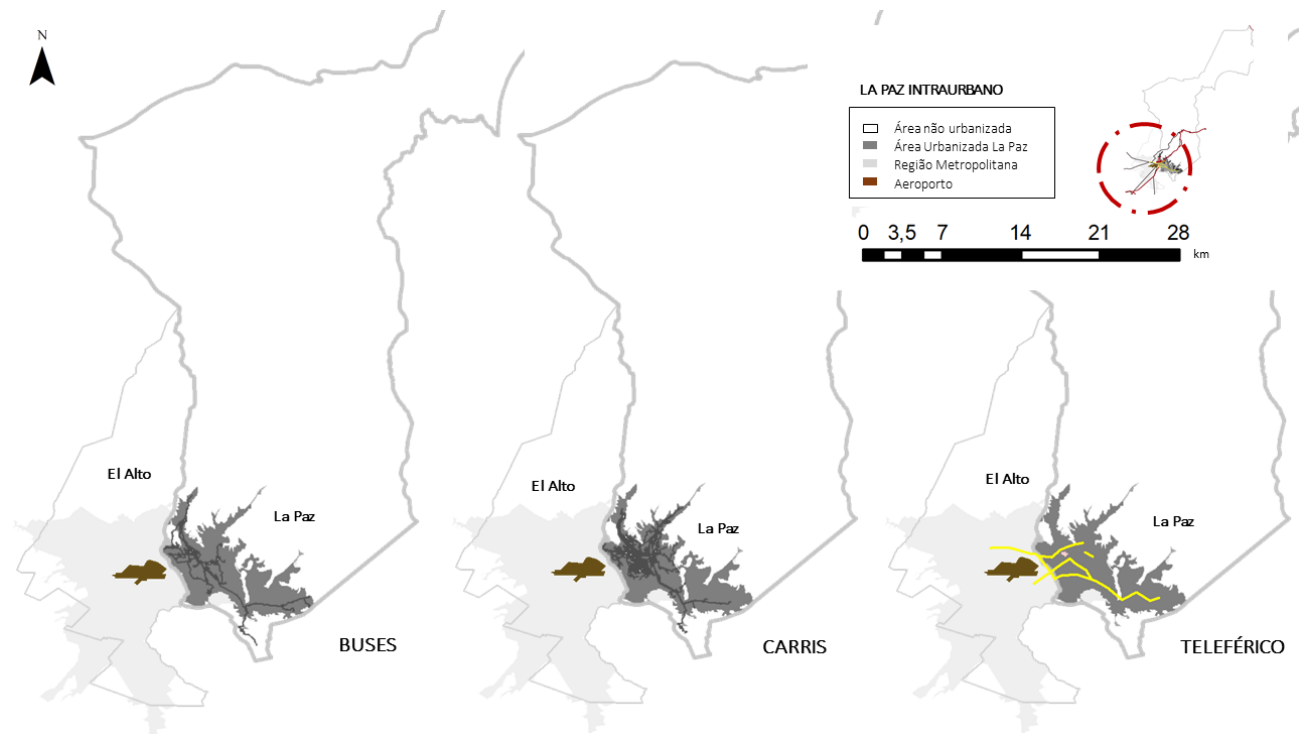 N
LA PAZ INTRAURBANO
Área não urbanizada
Área Urbanizada La Paz
Região Metropolitana
Aeroporto
0 3,5 7 14 21 28
km
El Alto
La Paz
BUSES
El Alto
La Paz
CARRIS
El Alto
La Paz
TELEFÉRICO